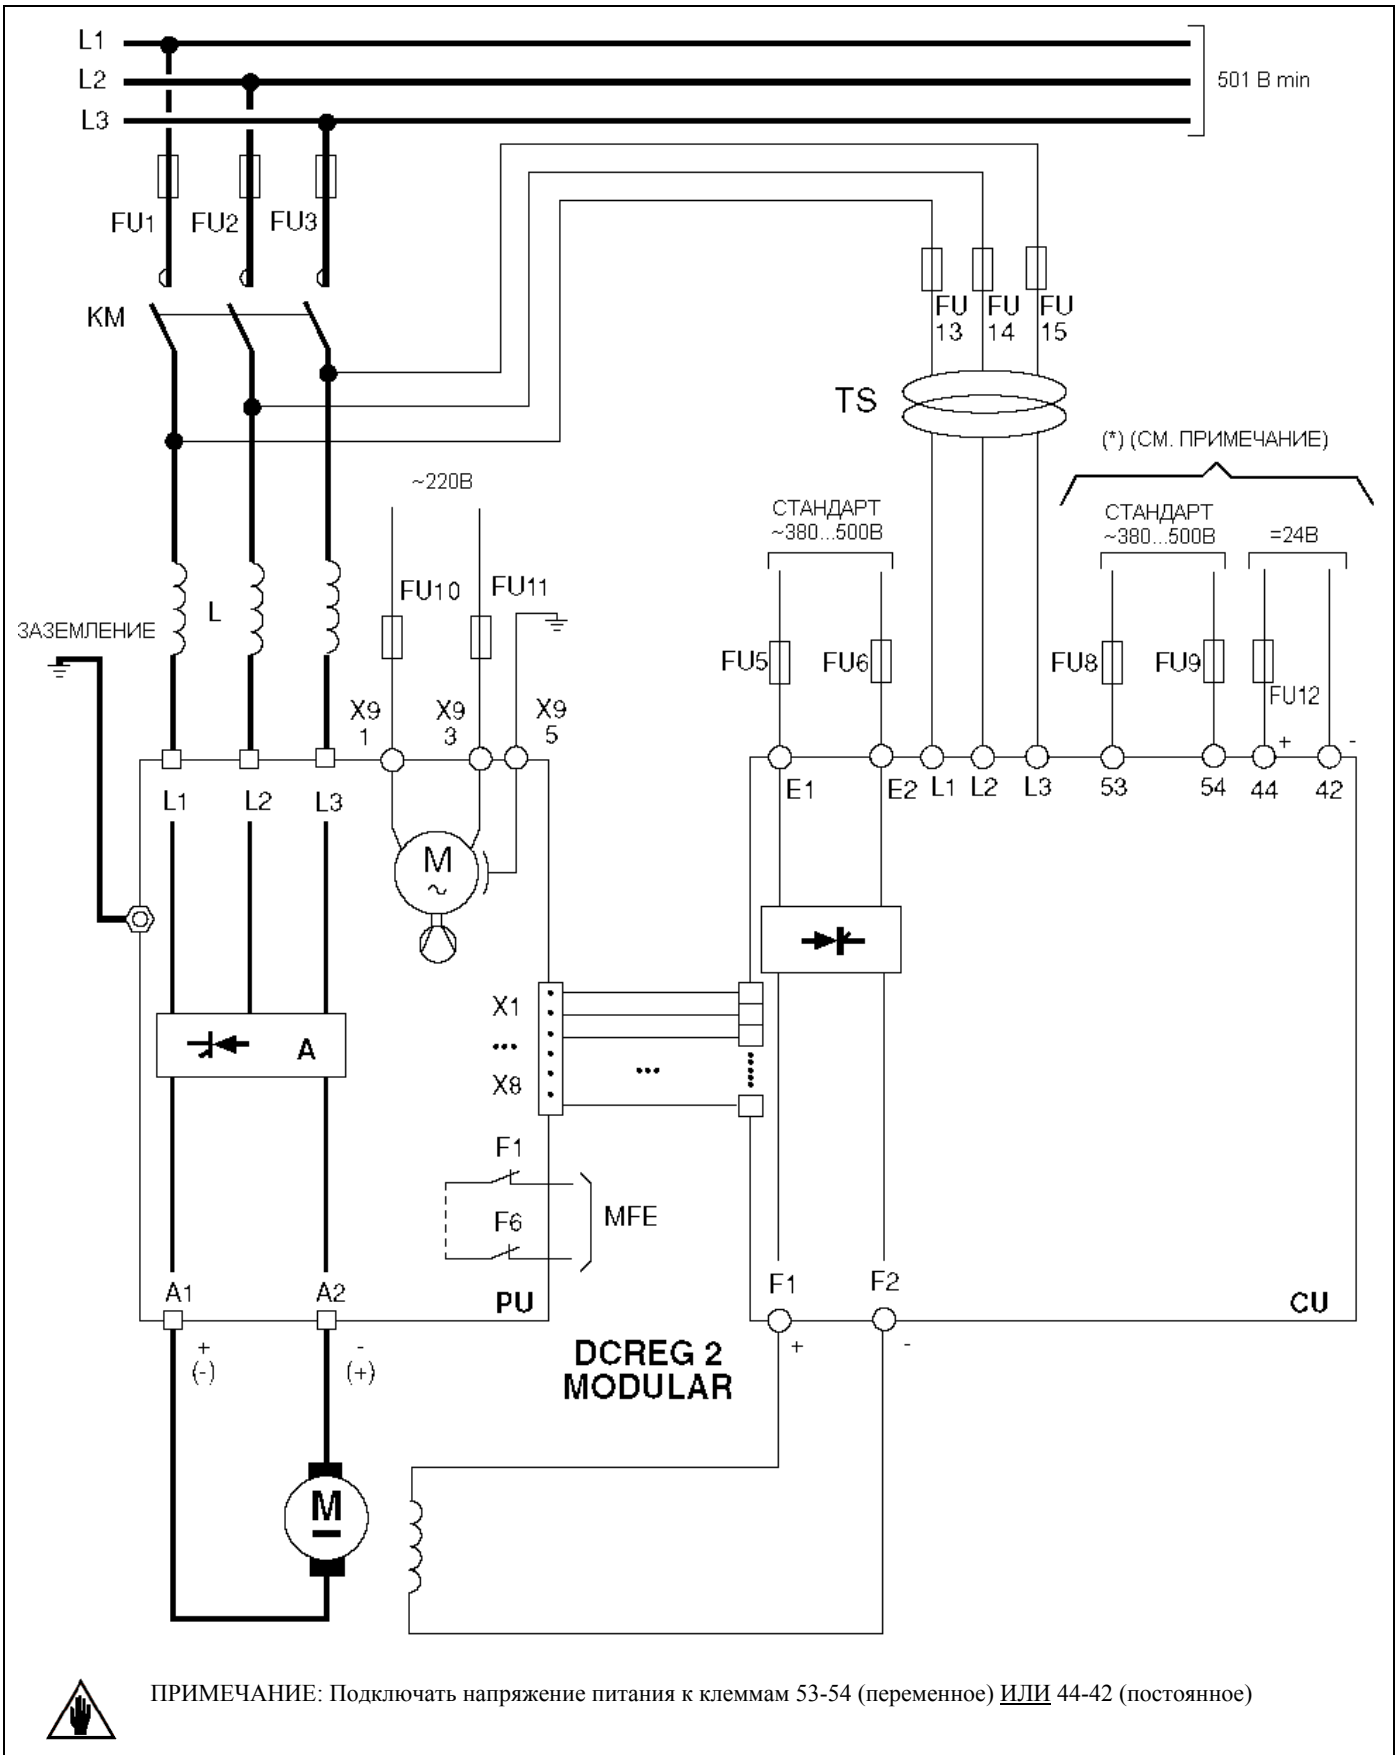 L1
L2
L3
501 В min
FU1
FU2
FU3
FU
13
FU
14
FU
15
KM
TS
(*) (СМ. ПРИМЕЧАНИЕ)
~220В
СТАНДАРТ
~380...500В
СТАНДАРТ
~380...500В
=24В
FU10
FU11
L
ЗАЗЕМЛЕНИЕ
FU5
FU6
FU8
FU9
FU12
X9
1
X9
3
X9
5
+
-
L1
L2
L3
E1
E2
L1
L2
L3
53
54
44
42
M
~
X1
...
X8
...
A
F1
F6
MFE
A1
A2
PU
F1
F2
CU
+
(-)
-
(+)
+
-
DCREG 2
MODULAR
M
ПРИМЕЧАНИЕ: Подключать напряжение питания к клеммам 53-54 (переменное) ИЛИ 44-42 (постоянное)